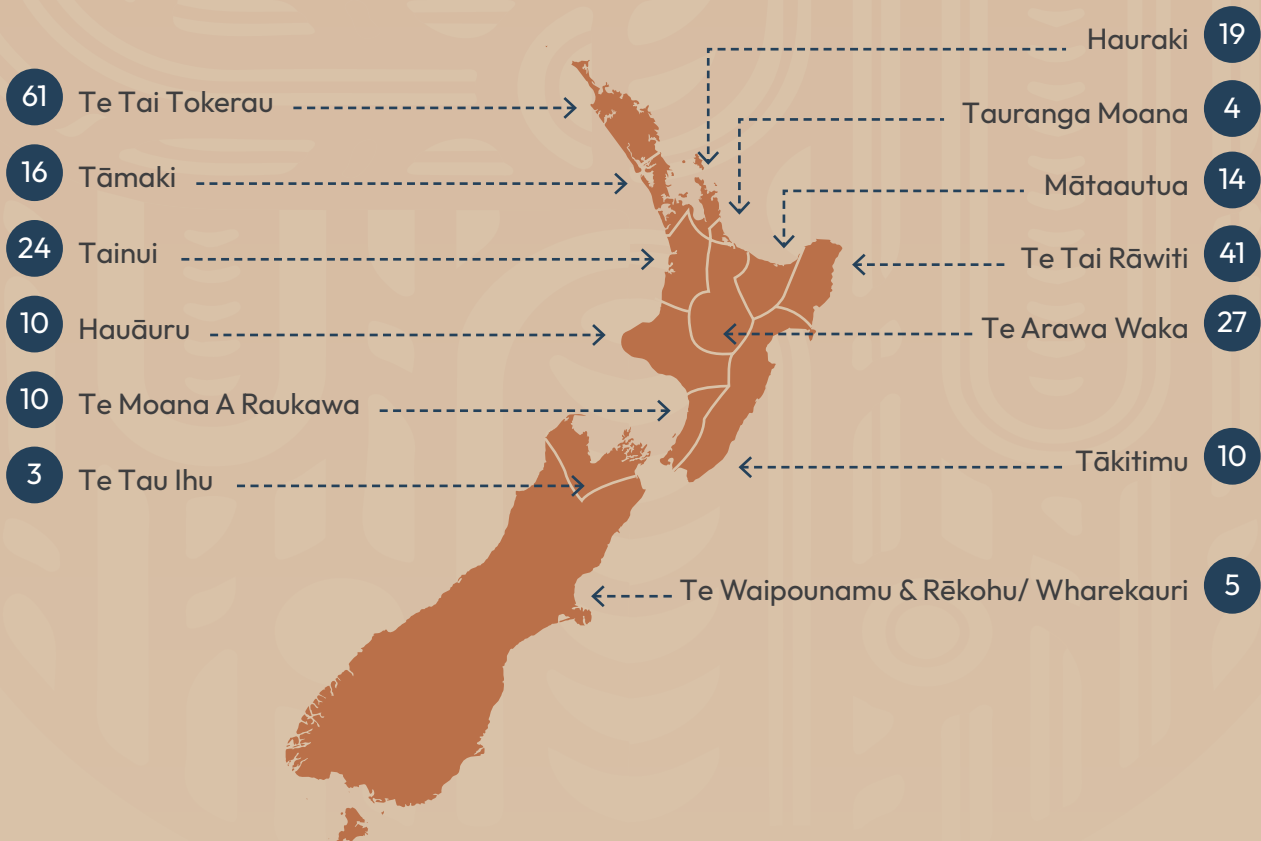 61 Te Tai Tokerau
16 Tāmaki
24 Tainui
10 Hauāuru
10 Te Moana A Raukawa
3 Te Tau Ihu
Hauraki 19
Tauranga Moana 4
Mātaautua 14
Te Tai Rāwiti 41
Te Arawa Waka 27
Tākitimu 10
Te Waipounamu & Rēkohu/ Wharekauri 5